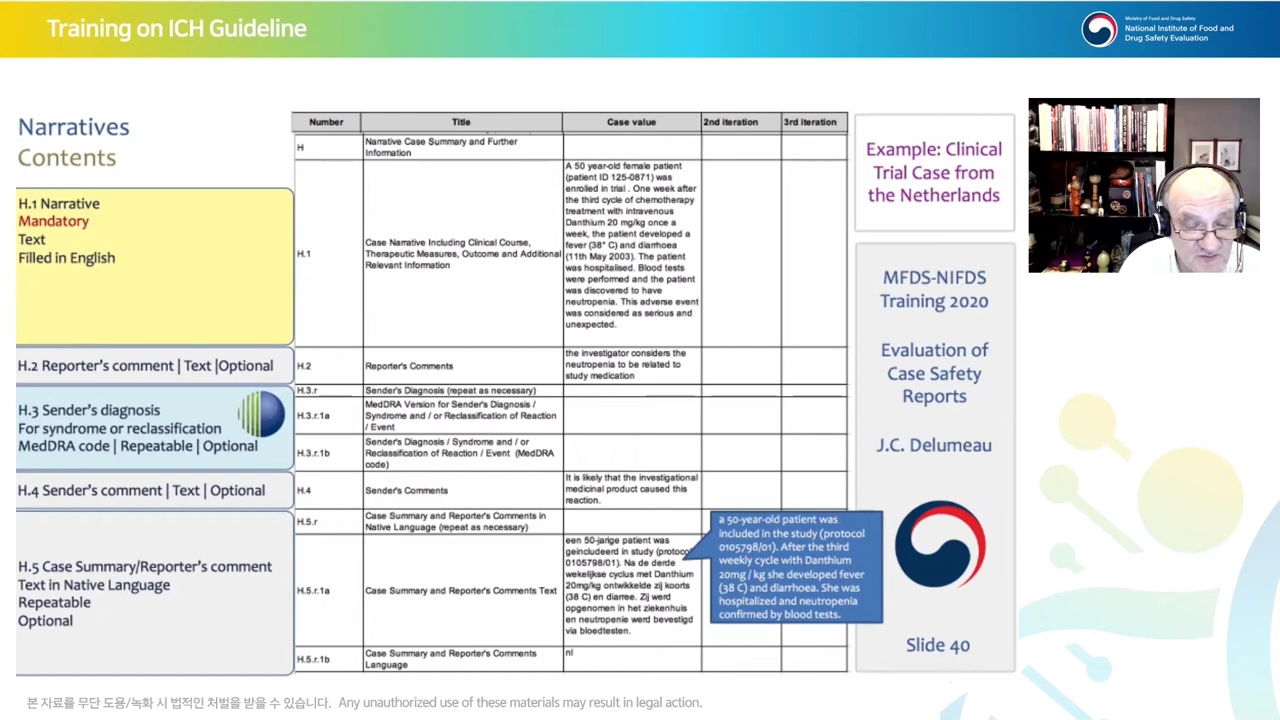 Training on ICH Guideline
Ministry of Food and Drug Safety
National Institute of Food and
Drug Safety Evaluation
Narratives
Contents
H.1 Narrative
Mandatory
Text
Filled in English
H.2 Reporter's comment | Text |Optional
H.3 Sender's diagnosis
For syndrome or reclassification
MedDRA code | Repeatable | Optional
H.4 Sender's comment | Text | Optional
H.5 Case Summary/Reporter's comment
Text in Native Language
Repeatable
Optional
Number Title Case value 2nd iteration 3rd iteration
H
Narrative Case Summary and Further
Information
H.1
Case Narrative Including Clinical Course,
Therapeutic Measures, Outcome and Additional
Relevant Information
A 50 year-old female patient
(patient ID 125-0871) was
enrolled in trial . One week after
the third cycle of chemotherapy
treatment with intravenous
Danthium 20 mg/kg once a
week, the patient developed a
fever (38° C) and diarrhoea
(11th May 2003). The patient
was hospitalised. Blood tests
were performed and the patient
was discovered to have
neutropenia. This adverse event
was considered as serious and
unexpected.
H.2
Reporter's Comments
the investigator considers the
neutropenia to be related to
study medication
H.3.r
Sender's Diagnosis (repeat as necessary)
H.3.r.1a
MedDRA Version for Sender's Diagnosis /
Syndrome and / or Reclassification of Reaction
/ Event
H.3.r.1b
Sender's Diagnosis / Syndrome and / or
Reclassification of Reaction / Event (MedDRA
code)
H.4
Sender's Comments
It is likely that the investigational
medicinal product caused this
reaction.
H.5.r
Case Summary and Reporter's Comments in
Native Language (repeat as necessary)
H.5.r.1a
Case Summary and Reporter's Comments Text
een 50-jarige patient was
geincludeerd in study (protocol
0105798/01). Na de derde
wekelijkse cyclus met Danthium
20mg/kg ontwikkelde zij koorts
(38 C) en diarree. Zij werd
opgenomen in het ziekenhuis
en neutropenie werd bevestigd
via bloedtesten.
H.5.r.1b
Case Summary and Reporter's Comments
Language
nl
a 50-year-old patient was
included in the study (protocol
0105798/01). After the third
weekly cycle with Danthium
20mg / kg she developed fever
(38 C) and diarrhoea. She was
hospitalized and neutropenia
confirmed by blood tests.
Example: Clinical
Trial Case from
the Netherlands
MFDS-NIFDS
Training 2020
Evaluation of
Case Safety
Reports
J.C. Delumeau
Slide 40
본 자료를 무단 도용/녹화 시 법적인 처벌을 받을 수 있습니다. Any unauthorized use of these materials may result in legal action.